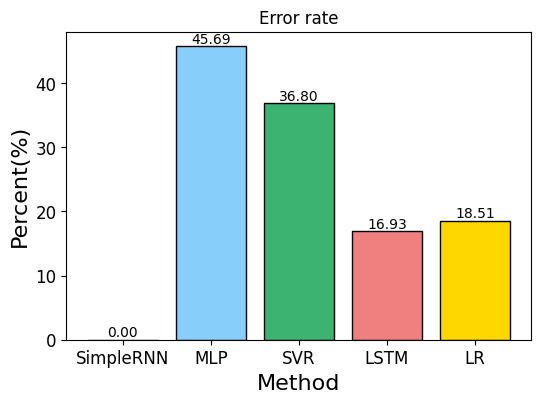 Error rate
Percent(%)
40
30
20
10
0
0.00
45.69
36.80
16.93
18.51
SimpleRNN MLP SVR LSTM LR
Method